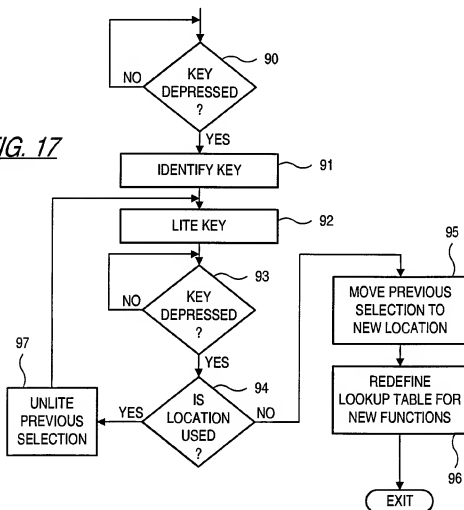 90
KEY
DEPRESSED
?
NO
YES
FIG. 17
IDENTIFY KEY
91
LITE KEY
92
93
KEY
DEPRESSED
?
NO
YES
94
IS
LOCATION
USED
?
YES
NO
97
UNLITE
PREVIOUS
SELECTION
95
MOVE PREVIOUS
SELECTION TO
NEW LOCATION
REDEFINE
LOOKUP TABLE FOR
NEW FUNCTIONS
96
EXIT